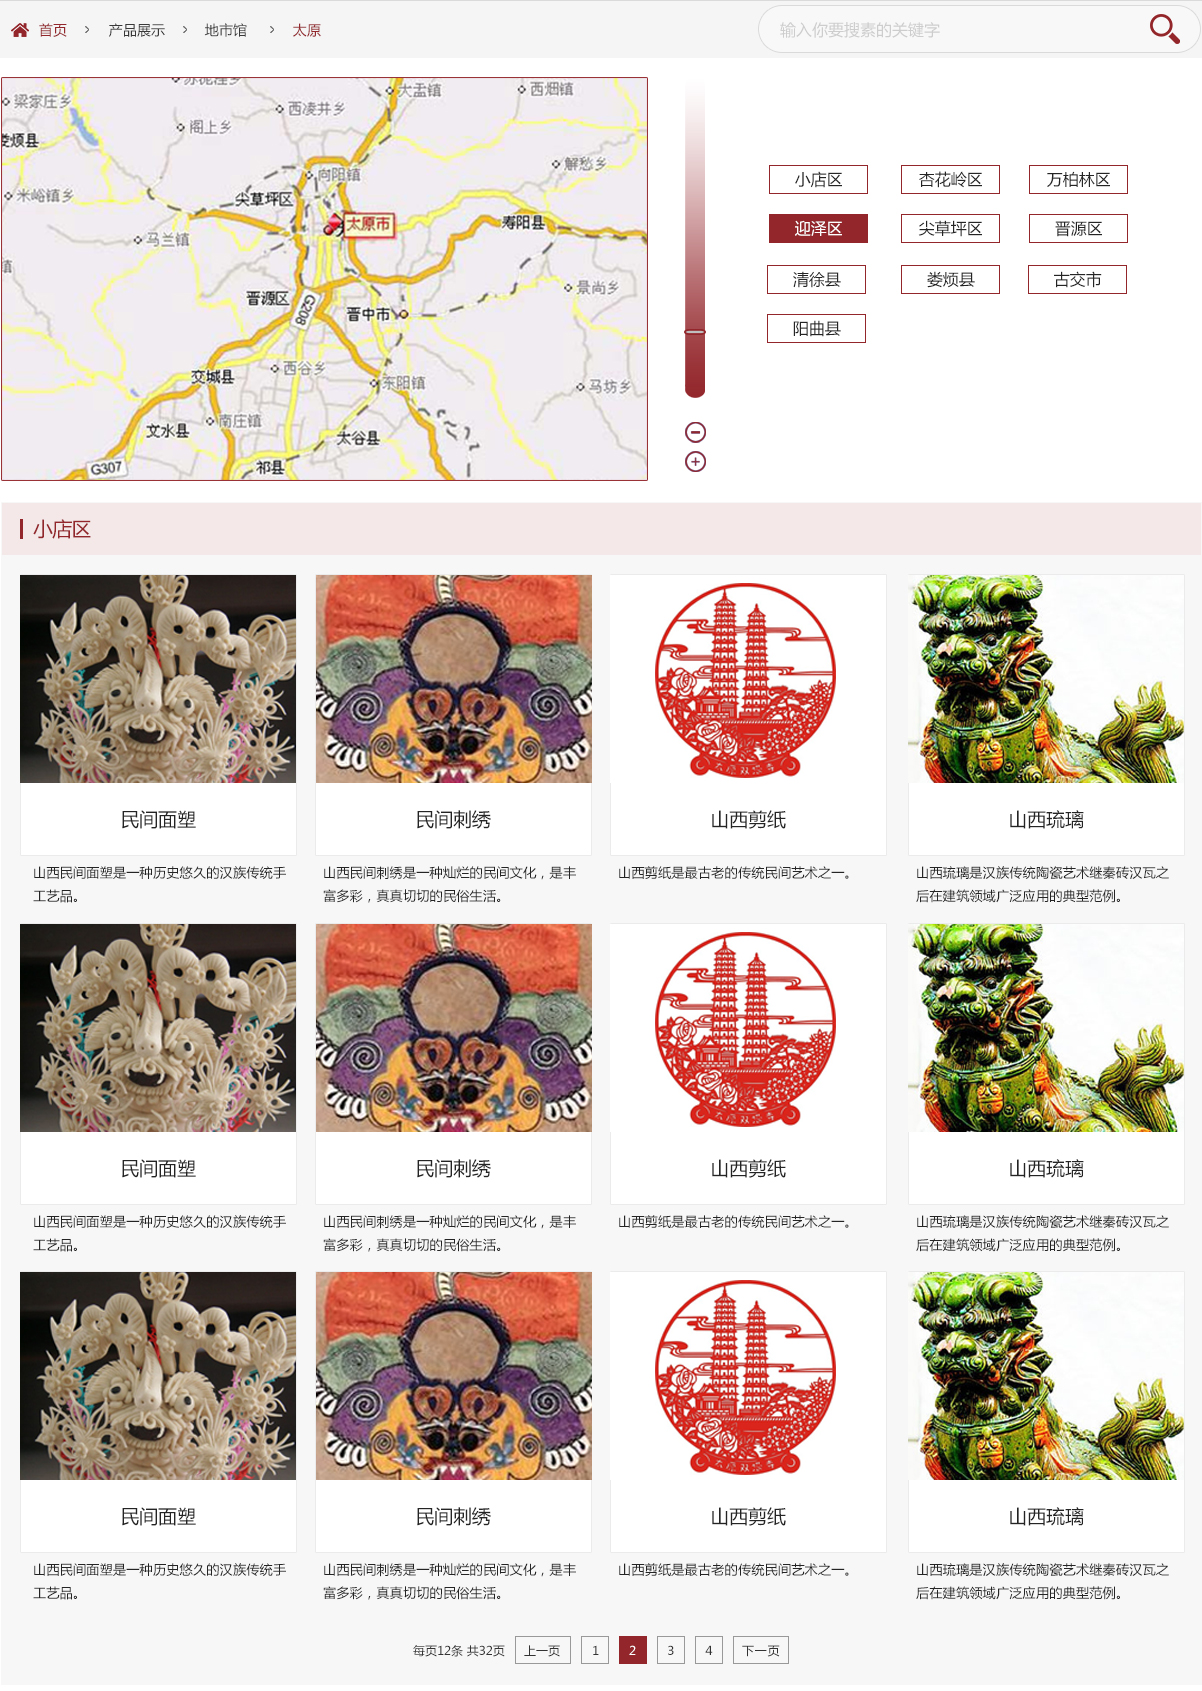 首页 > 产品展示 > 地市馆 > 太原
输入你要搜素的关键字
大盂镇
西烟镇
梁家庄乡
西凌井乡
阁上乡
娄烦县
解愁乡
向阳镇
米峪镇乡
尖草坪区
太原市
寿阳县
马兰镇
镇
景尚乡
晋源区
G208
晋中市
西谷乡
交城县
东阳镇
马坊乡
南庄镇
文水县
太谷县
G307
祁县
小店区 杏花岭区 万柏林区
迎泽区 尖草坪区 晋源区
清徐县 娄烦县 古交市
阳曲县
小店区
民间面塑 民间刺绣 山西剪纸 山西琉璃
山西民间面塑是一种历史悠久的汉族传统手
工艺品。
山西民间刺绣是一种灿烂的民间文化，是丰
富多彩，真真切切的民俗生活。
山西剪纸是最古老的传统民间艺术之一。
山西琉璃是汉族传统陶瓷艺术继秦砖汉瓦之
后在建筑领域广泛应用的典型范例。
民间面塑 民间刺绣 山西剪纸 山西琉璃
山西民间面塑是一种历史悠久的汉族传统手
工艺品。
山西民间刺绣是一种灿烂的民间文化，是丰
富多彩，真真切切的民俗生活。
山西剪纸是最古老的传统民间艺术之一。
山西琉璃是汉族传统陶瓷艺术继秦砖汉瓦之
后在建筑领域广泛应用的典型范例。
民间面塑 民间刺绣 山西剪纸 山西琉璃
山西民间面塑是一种历史悠久的汉族传统手
工艺品。
山西民间刺绣是一种灿烂的民间文化，是丰
富多彩，真真切切的民俗生活。
山西剪纸是最古老的传统民间艺术之一。
山西琉璃是汉族传统陶瓷艺术继秦砖汉瓦之
后在建筑领域广泛应用的典型范例。
每页12条 共32页 上一页 1 2 3 4 下一页